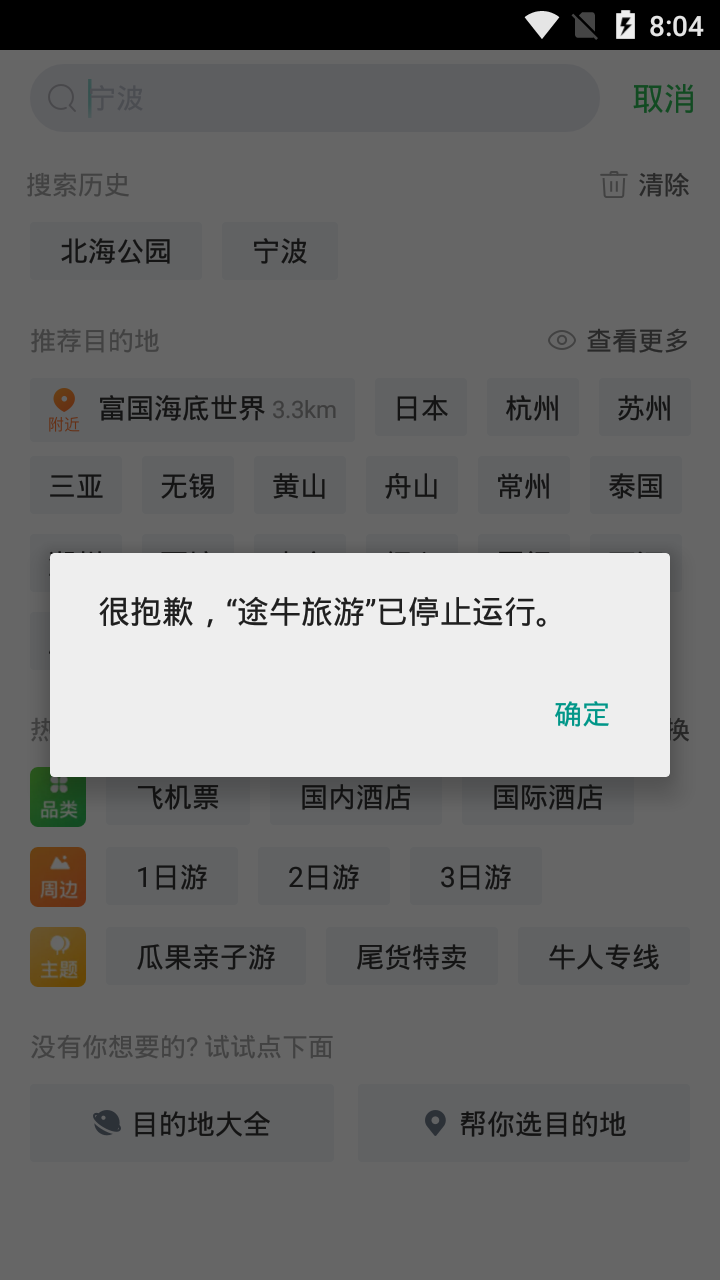 8:04
宁波
取消
搜索历史
清除
北海公园
宁波
推荐目的地
查看更多
附近 富国海底世界 3.3km 日本 杭州 苏州
三亚 无锡 黄山 舟山 常州 泰国
很抱歉，“途牛旅游”已停止运行。
确定
热
换
品类 飞机票 国内酒店 国际酒店
周边 1日游 2日游 3日游
主题 瓜果亲子游 尾货特卖 牛人专线
没有你想要的? 试试点下面
目的地大全 帮你选目的地